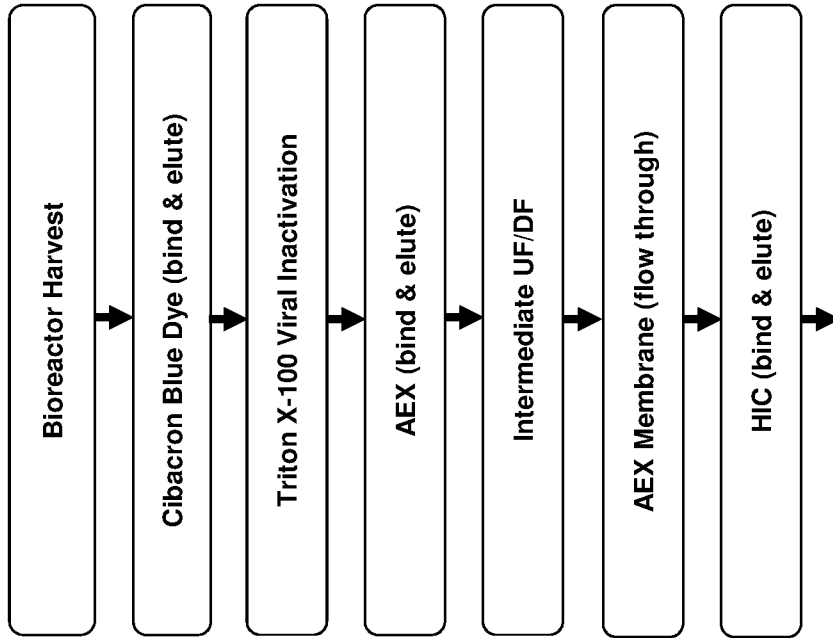 Bioreactor Harvest
Cibacron Blue Dye (bind & elute)
Triton X-100 Viral Inactivation
AEX (bind & elute)
Intermediate UF/DF
AEX Membrane (flow through)
HIC (bind & elute)